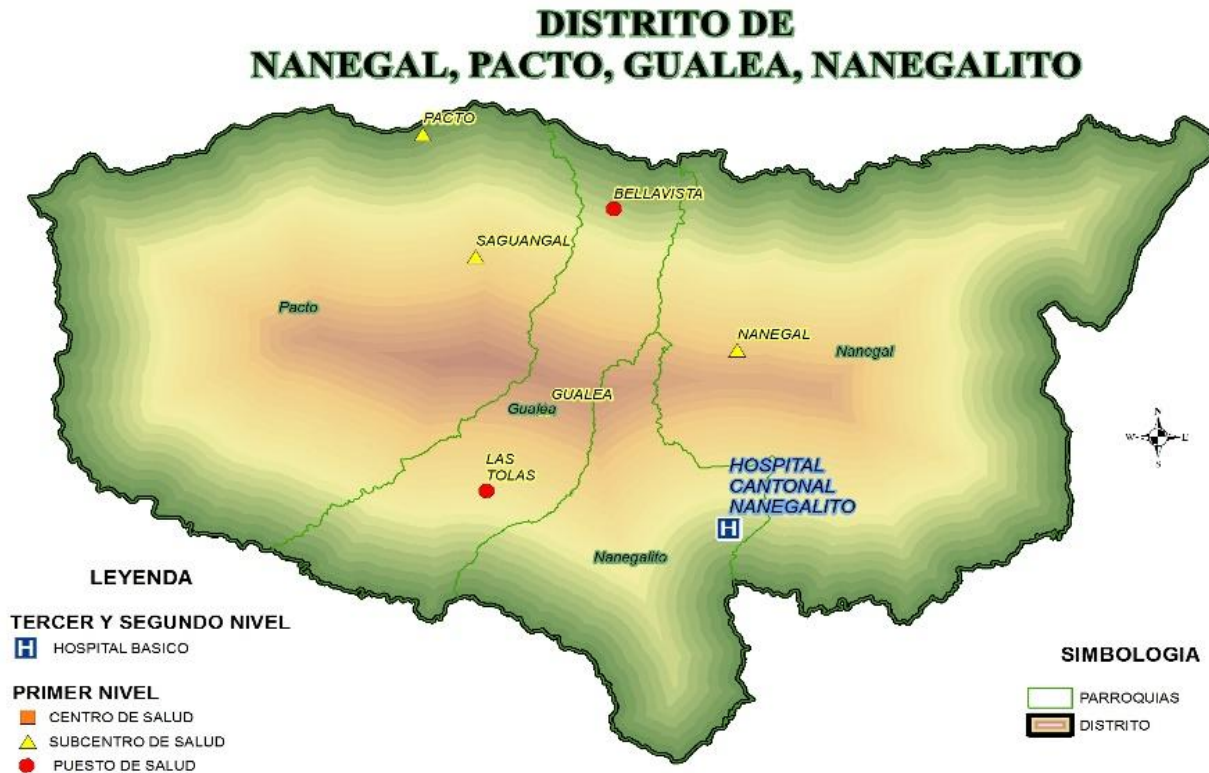 DISTRITO DE
NANEGAL, PACTO, GUALEA, NANEGALITO
PACTO
BELLAVISTA
SAGUANGAL
Pacto
NANEGAL
Nanegal
GUALEA
Gualea
N
W
E
S
LAS
TOLAS
HOSPITAL
CANTONAL
NANEGALITO
H
Nanegalito
LEYENDA
TERCER Y SEGUNDO NIVEL
H HOSPITAL BASICO
PRIMER NIVEL
CENTRO DE SALUD
SUBCENTRO DE SALUD
PUESTO DE SALUD
SIMBOLOGIA
PARROQUIAS
DISTRITO